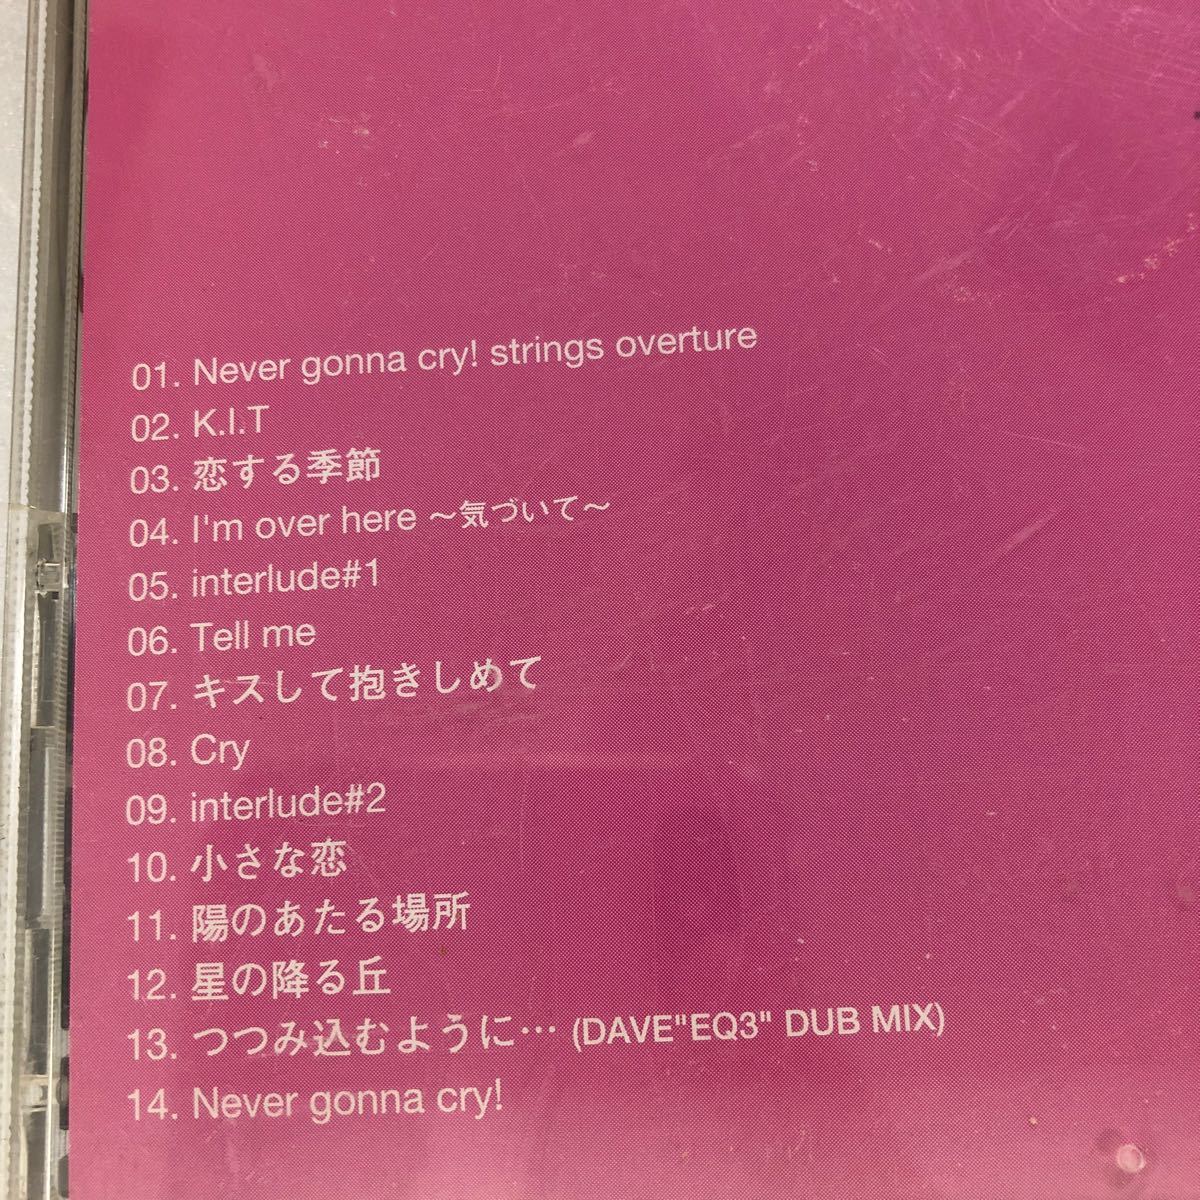 01. Never gonna cry! strings overture
02. K.I.T
03. 恋する季節
04. I'm over here ～気づいて～
05. interlude#1
06. Tell me
07. キスして抱きしめて
08. Cry
09. interlude#2
10. 小さな恋
11. 陽のあたる場所
12. 星の降る丘
13. つつみ込むように… (DAVE"EQ3" DUB MIX)
14. Never gonna cry!